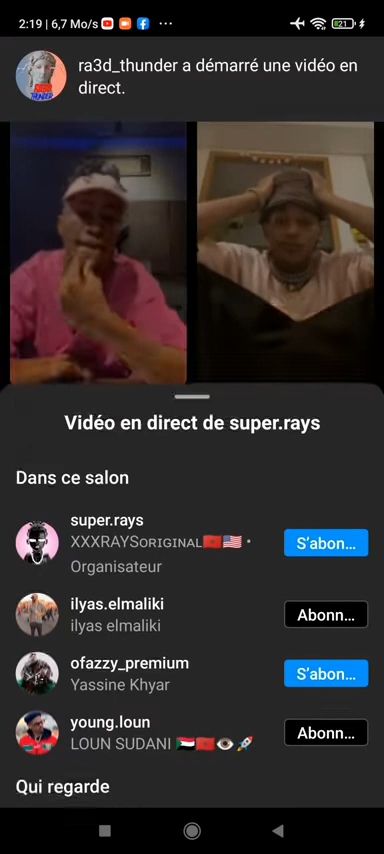 2:19 | 6,7 Mo/s ... 21
ra3d_thunder a démarré une vidéo en
direct.
Vidéo en direct de super.rays
Dans ce salon
super.rays
XXXRAYSORIGINAL🇲🇦🇺🇸 •
Organisateur
S’abon…
ilyas.elmaliki
ilyas elmaliki
Abonn…
ofazzy_premium
Yassine Khyar
S’abon…
young.loun
LOUN SUDANI 🇸🇩🇲🇦👁️🚀
Abonn…
Qui regarde